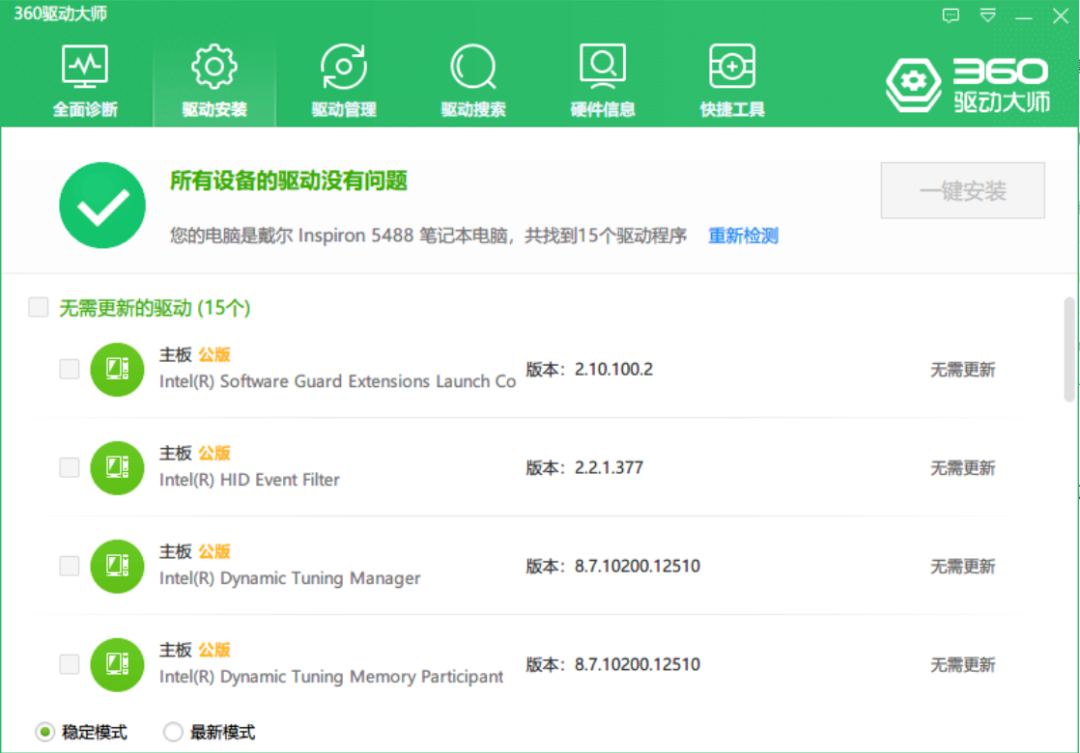 360驱动大师
全面诊断 驱动安装 驱动管理 驱动搜索 硬件信息 快捷工具
360
驱动大师
所有设备的驱动没有问题
一键安装
您的电脑是戴尔 Inspiron 5488 笔记本电脑，共找到15个驱动程序 重新检测
无需更新的驱动 (15个)
主板 公版
Intel(R) Software Guard Extensions Launch Co 版本：2.10.100.2 无需更新
主板 公版
Intel(R) HID Event Filter 版本：2.2.1.377 无需更新
主板 公版
Intel(R) Dynamic Tuning Manager 版本：8.7.10200.12510 无需更新
主板 公版
Intel(R) Dynamic Tuning Memory Participant 版本：8.7.10200.12510 无需更新
稳定模式 最新模式